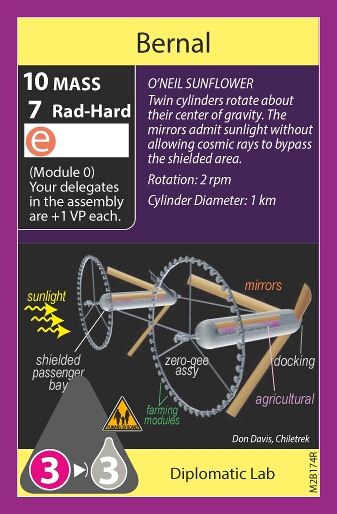 Bernal
10 MASS
7 Rad-Hard
e
(Module 0)
Your delegates
in the assembly
are +1 VP each.
O'NEIL SUNFLOWER
Twin cylinders rotate about
their center of gravity. The
mirrors admit sunlight without
allowing cosmic rays to bypass
the shielded area.
Rotation: 2 rpm
Cylinder Diameter: 1 km
sunlight
mirrors
shielded
passenger
bay
zero-gee
assy
docking
farming
modules
agricultural
Don Davis, Chiletrek
3
3
Diplomatic Lab
M2B174R